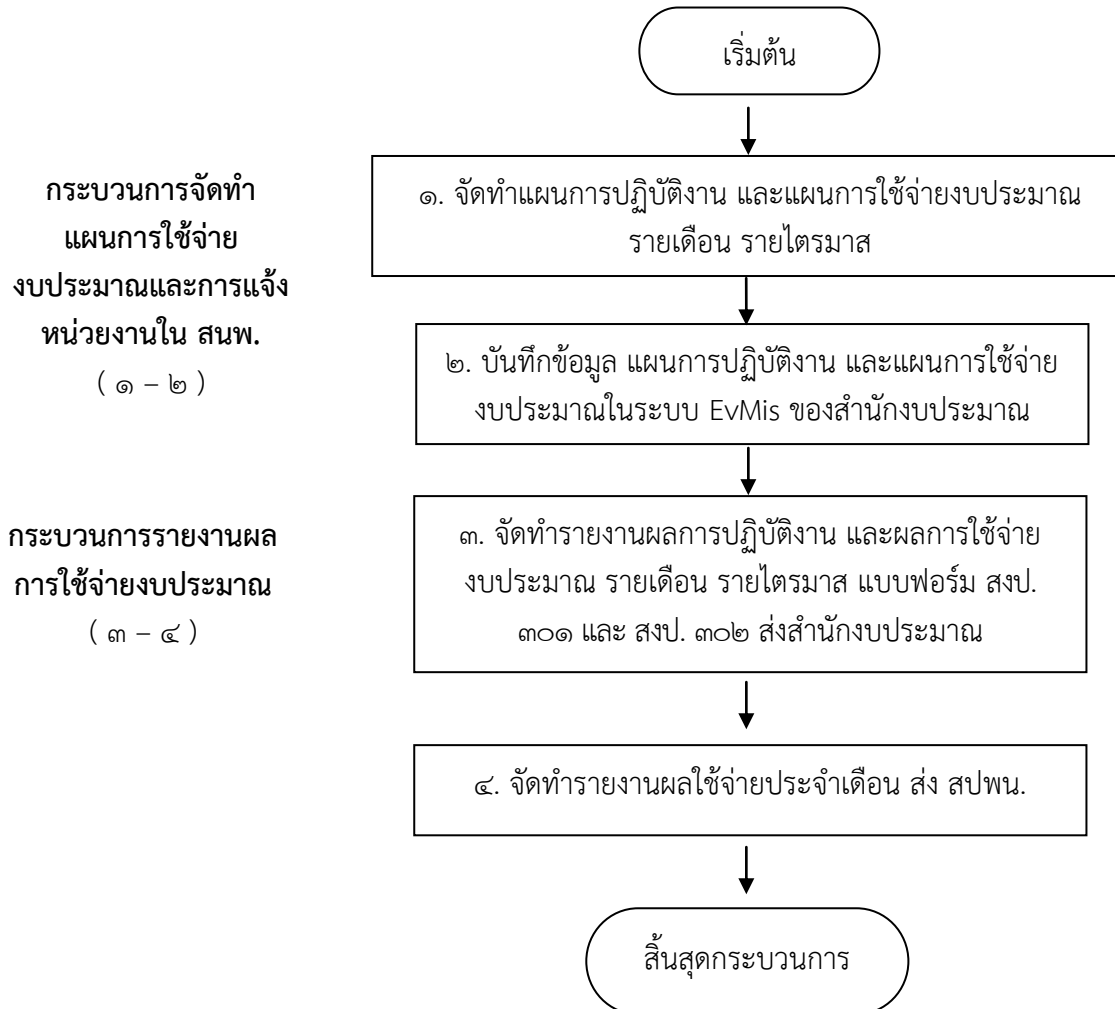 เริ่มต้น
กระบวนการจัดทำ
แผนการใช้จ่าย
งบประมาณและการแจ้ง
หน่วยงานใน สนพ.
( ๑ – ๒ )
๑. จัดทำแผนการปฏิบัติงาน และแผนการใช้จ่ายงบประมาณ
รายเดือน รายไตรมาส
๒. บันทึกข้อมูล แผนการปฏิบัติงาน และแผนการใช้จ่าย
งบประมาณในระบบ EvMis ของสำนักงบประมาณ
กระบวนการรายงานผล
การใช้จ่ายงบประมาณ
( ๓ – ๔ )
๓. จัดทำรายงานผลการปฏิบัติงาน และผลการใช้จ่าย
งบประมาณ รายเดือน รายไตรมาส แบบฟอร์ม สงป.
๓๐๑ และ สงป. ๓๐๒ ส่งสำนักงบประมาณ
๔. จัดทำรายงานผลใช้จ่ายประจำเดือน ส่ง สปพน.
สิ้นสุดกระบวนการ